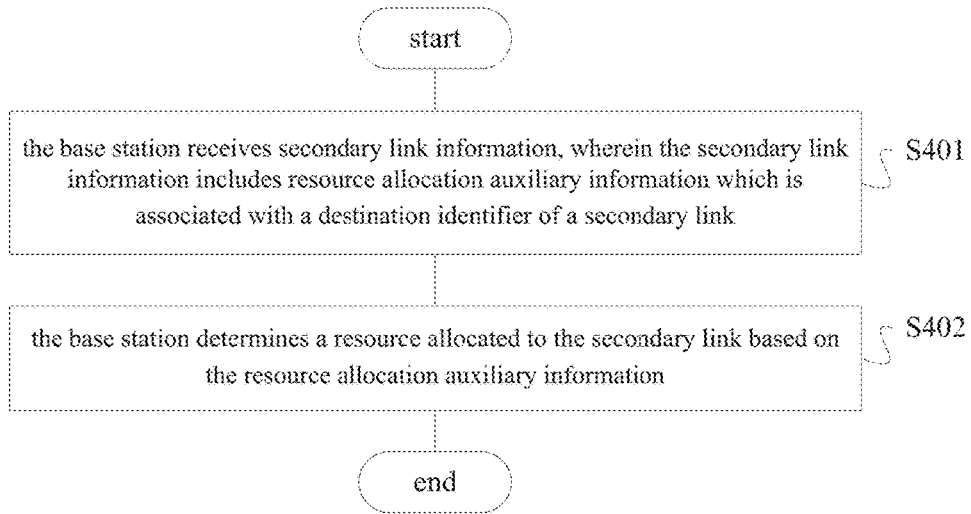 start
the base station receives secondary link information, wherein the secondary link
information includes resource allocation auxiliary information which is
associated with a destination identifier of a secondary link
S401
the base station determines a resource allocated to the secondary link based on
the resource allocation auxiliary information
S402
end